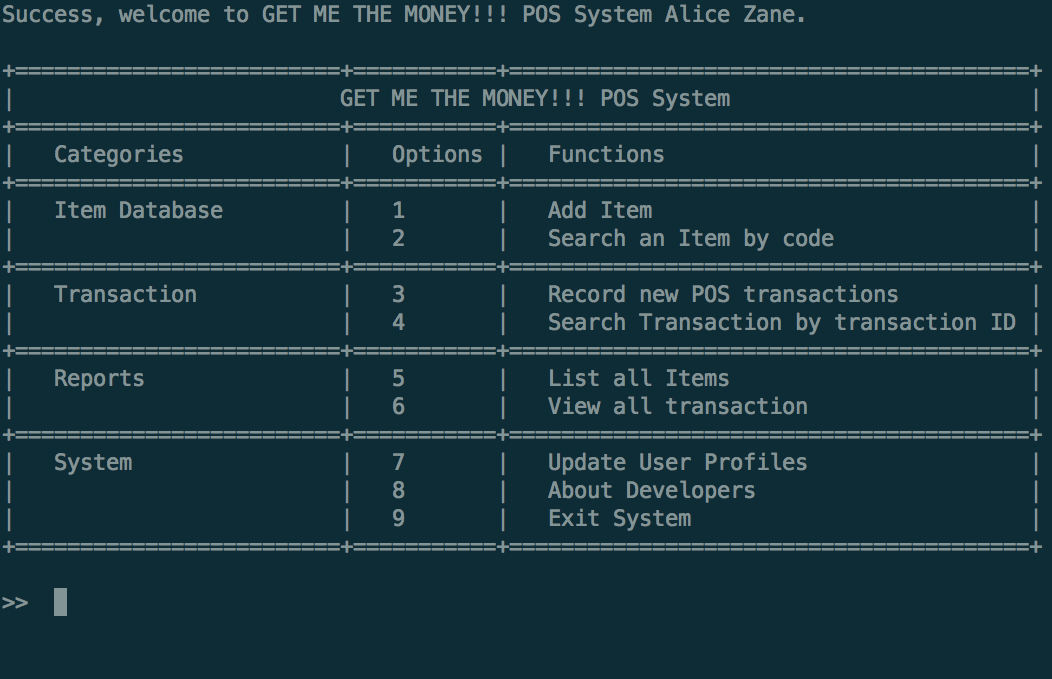 Success, welcome to GET ME THE MONEY!!! POS System Alice Zane.
+=========================+===========+========================================+
|                         GET ME THE MONEY!!! POS System                       |
+=========================+===========+========================================+
|   Categories            |   Options |   Functions                            |
+=========================+===========+========================================+
|   Item Database         |   1       |   Add Item                             |
|                         |   2       |   Search an Item by code               |
+=========================+===========+========================================+
|   Transaction           |   3       |   Record new POS transactions          |
|                         |   4       |   Search Transaction by transaction ID |
+=========================+===========+========================================+
|   Reports               |   5       |   List all Items                       |
|                         |   6       |   View all transaction                 |
+=========================+===========+========================================+
|   System                |   7       |   Update User Profiles                 |
|                         |   8       |   About Developers                     |
|                         |   9       |   Exit System                          |
+=========================+===========+========================================+
>>